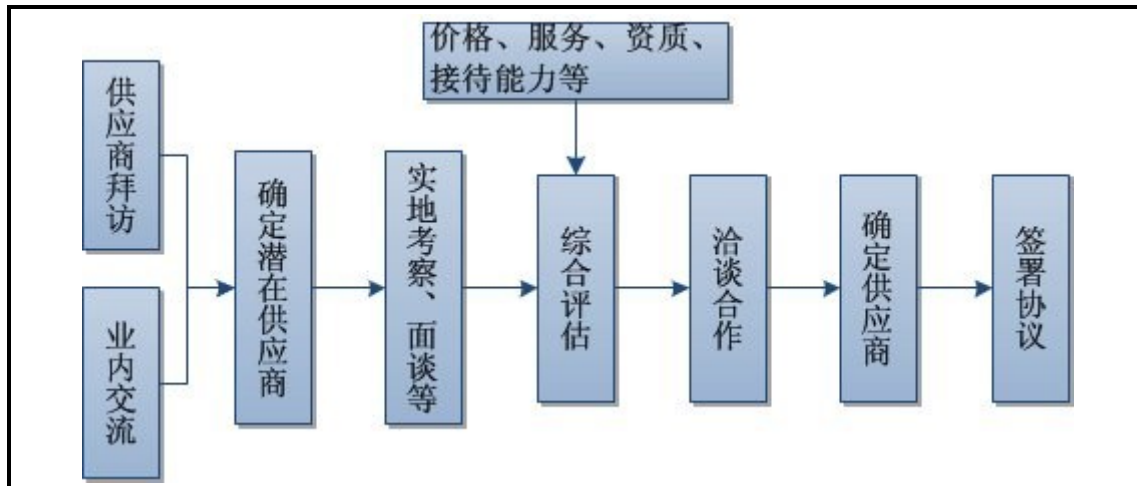 价格、服务、资质、
接待能力等
供应商拜访
业内交流
确定潜在供应商
实地考察、面谈等
综合评估
洽谈合作
确定供应商
签署协议